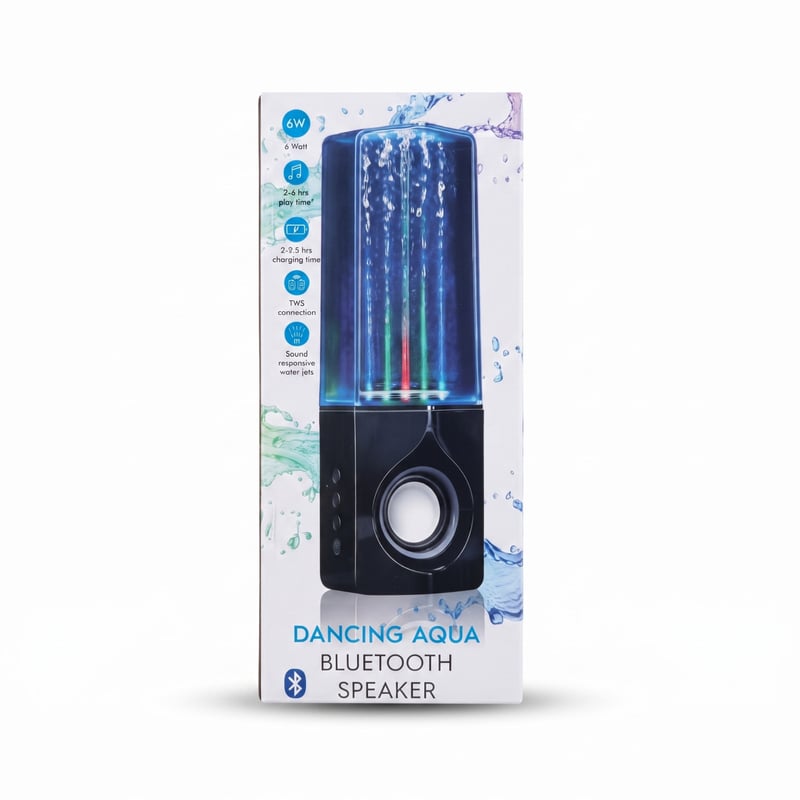 6W
6 Watt
2-6 hrs
play time*
2-2.5 hrs
charging time
TWS
connection
Sound
responsive
water jets
DANCING AQUA
BLUETOOTH
SPEAKER